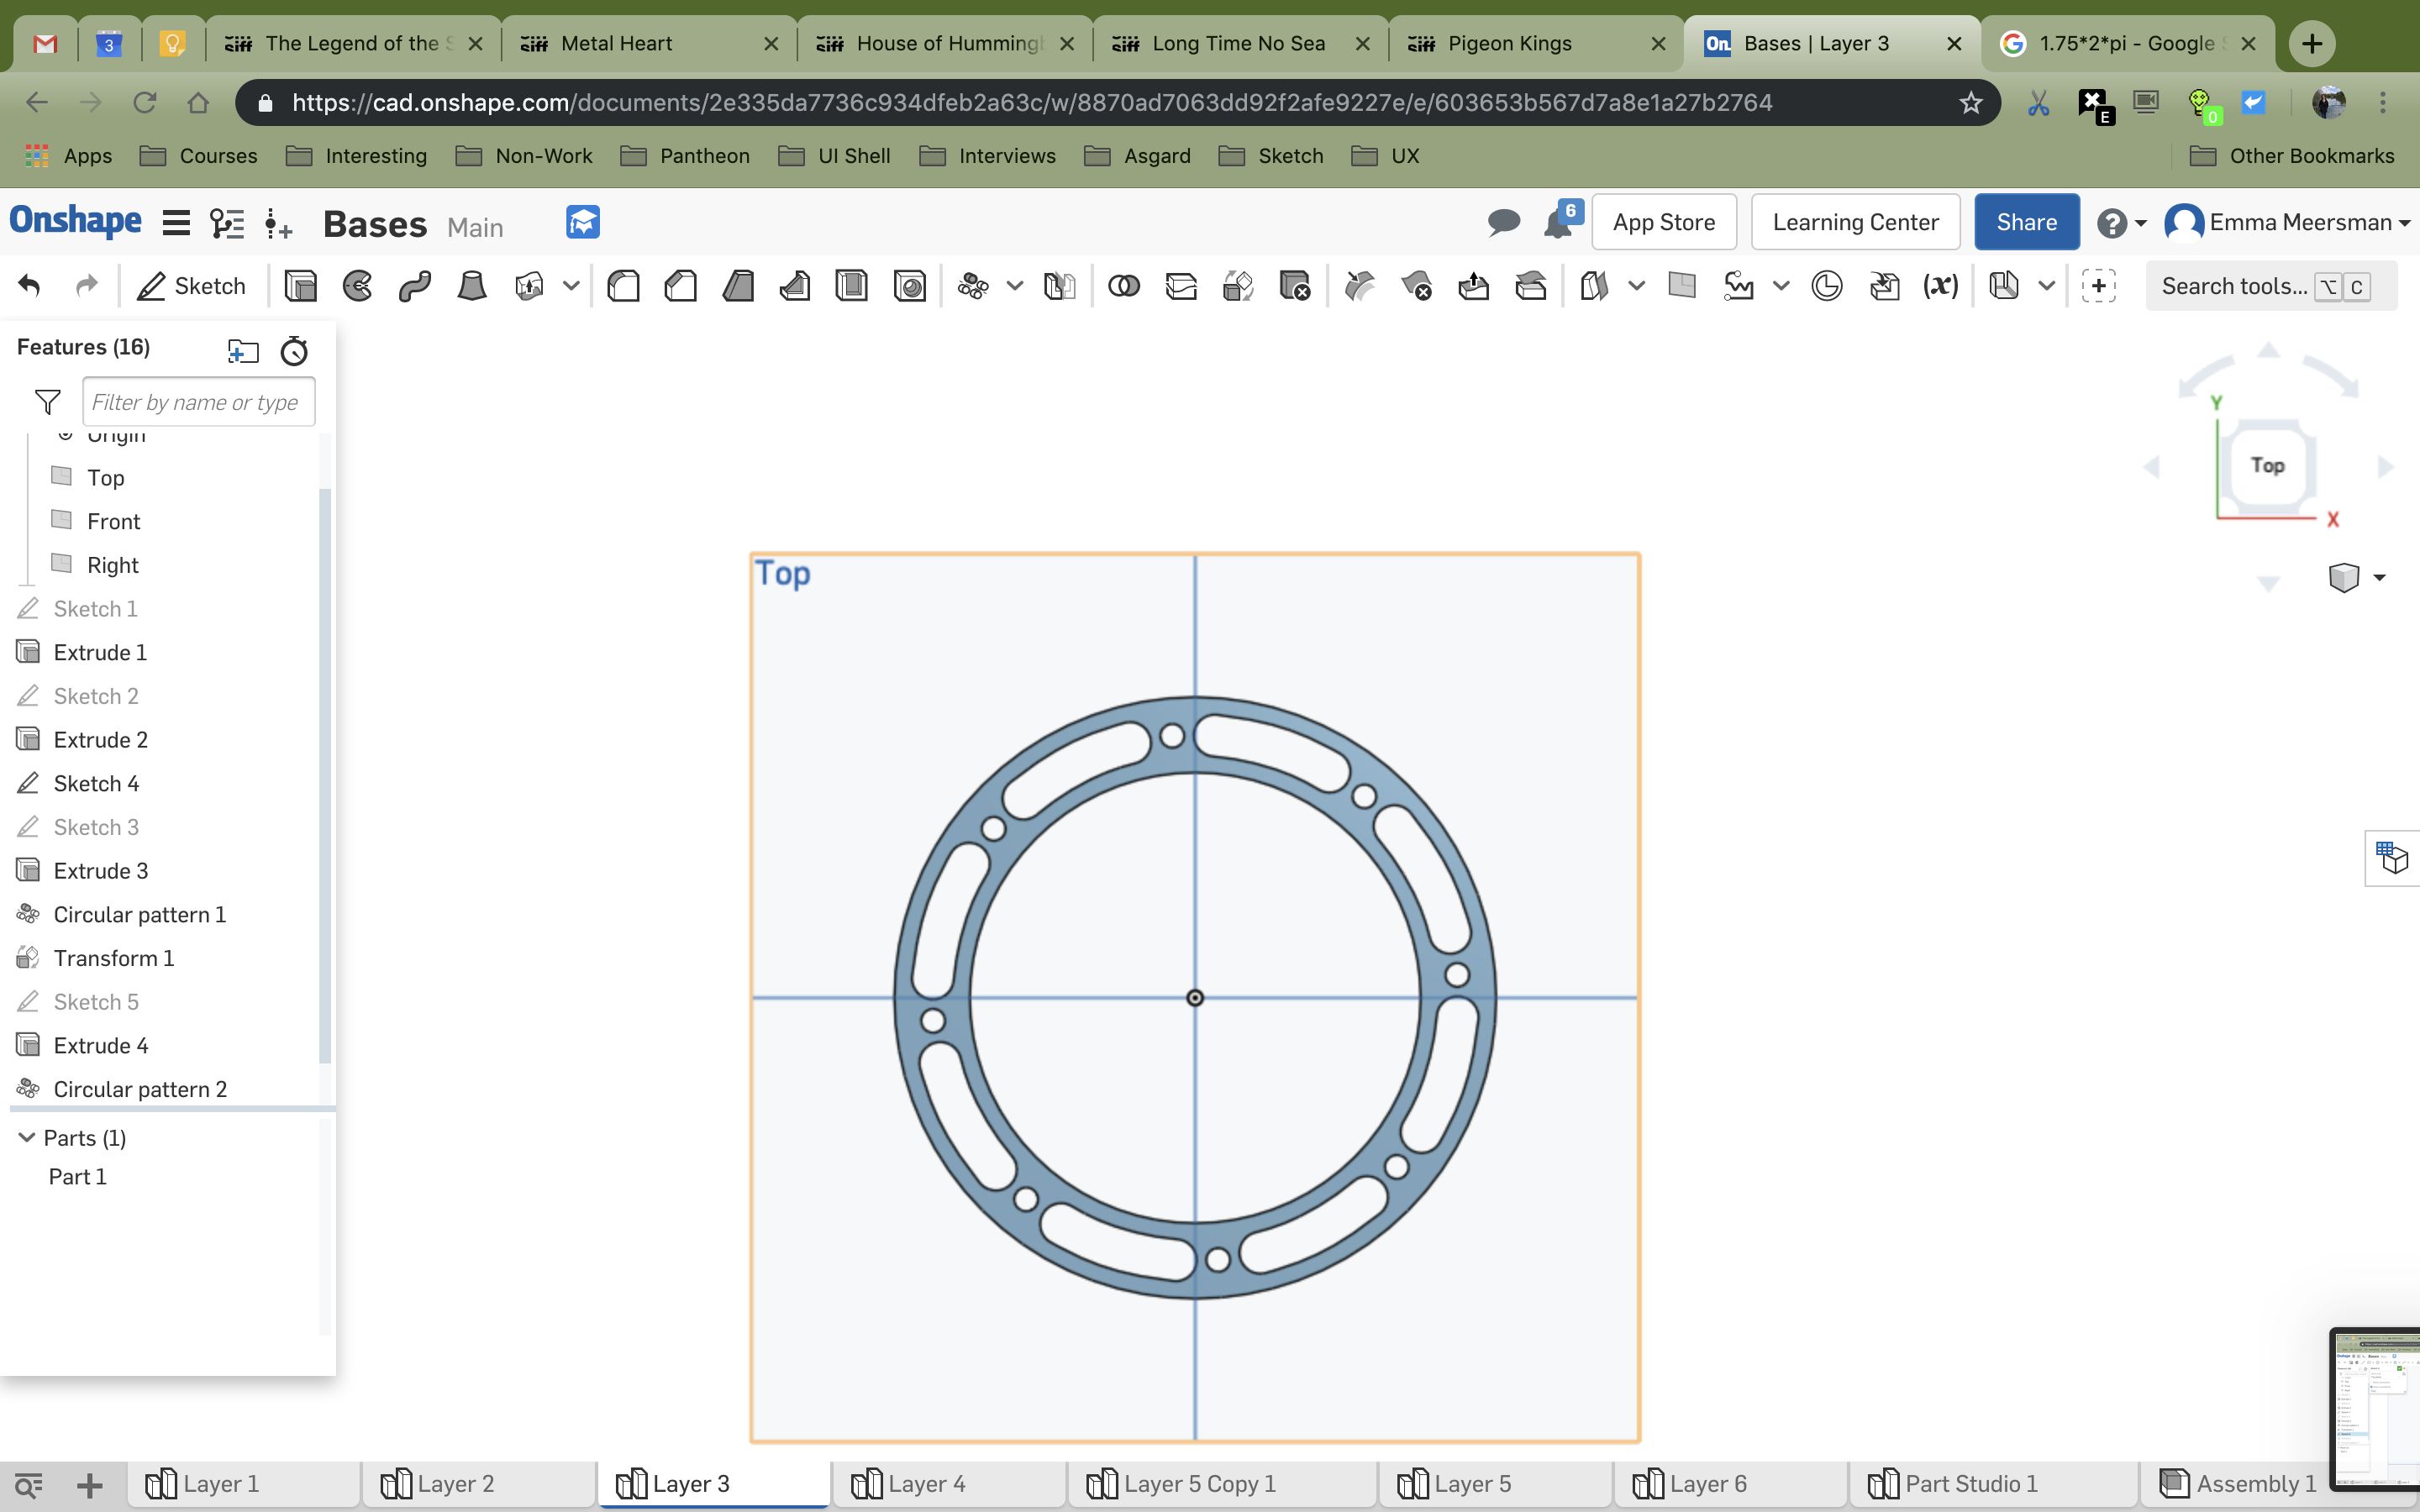 3
siff The Legend of the S
siff Metal Heart
siff House of Humming
siff Long Time No Sea
siff Pigeon Kings
On. Bases | Layer 3
1.75*2*pi - Google S
https://cad.onshape.com/documents/2e335da7736c934dfeb2a63c/w/8870ad7063dd92f2afe9227e/e/603653b567d7a8e1a27b2764
E
0
Apps
Courses
Interesting
Non-Work
Pantheon
UI Shell
Interviews
Asgard
Sketch
UX
Other Bookmarks
Onshape
Bases Main
6
App Store
Learning Center
Share
?
Emma Meersman
Sketch
(x)
Search tools... ⌥ C
Features (16)
Filter by name or type
Origin
Top
Front
Right
Sketch 1
Extrude 1
Sketch 2
Extrude 2
Sketch 4
Sketch 3
Extrude 3
Circular pattern 1
Transform 1
Sketch 5
Extrude 4
Circular pattern 2
Parts (1)
Part 1
Top
Y
Top
X
Layer 1
Layer 2
Layer 3
Layer 4
Layer 5 Copy 1
Layer 5
Layer 6
Part Studio 1
Assembly 1